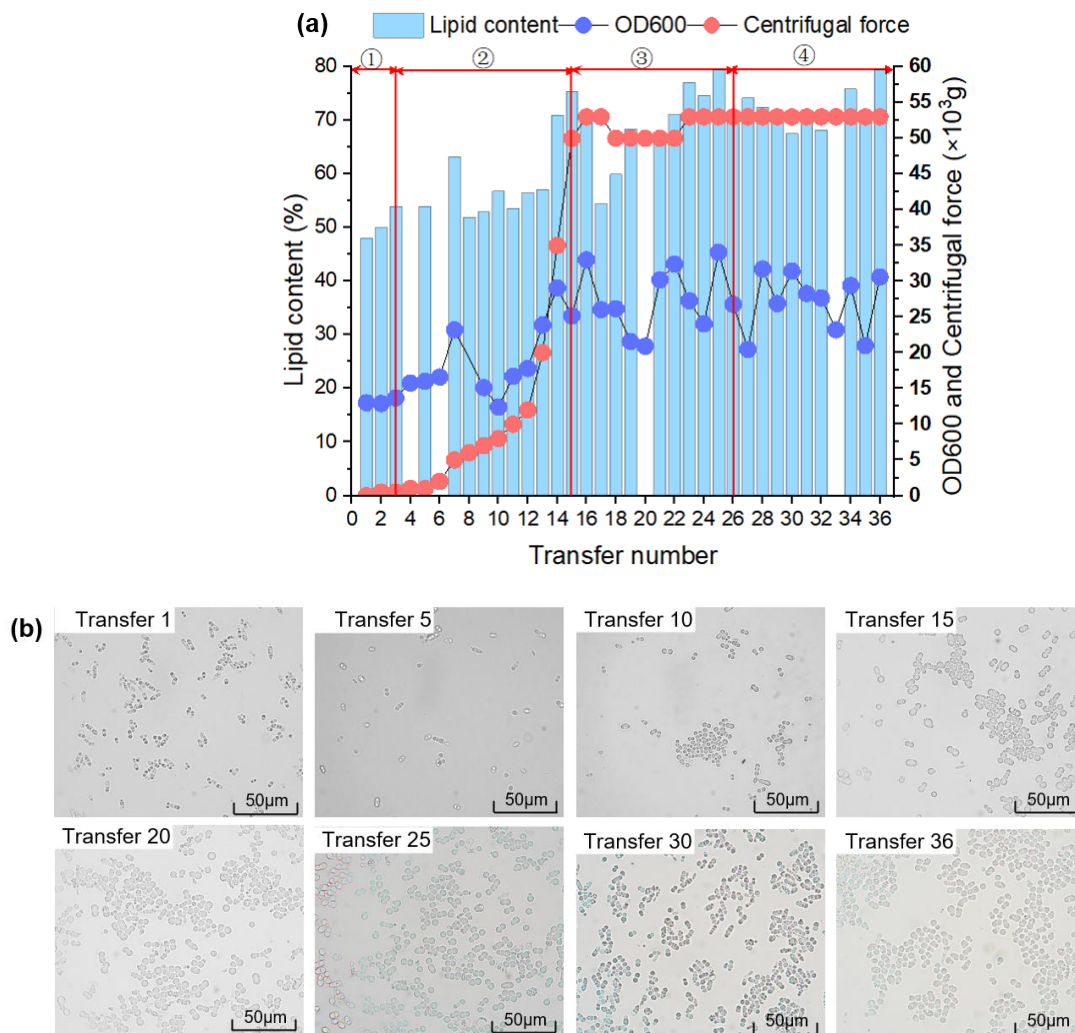 (a)
Lipid content OD600 Centrifugal force
① ② ③ ④
80
70
60
50
40
30
20
10
0
Lipid content (%)
60
55
50
45
40
35
30
25
20
15
10
5
0
OD600 and Centrifugal force (×10³g)
0 2 4 6 8 10 12 14 16 18 20 22 24 26 28 30 32 34 36
Transfer number
(b)
Transfer 1 Transfer 5 Transfer 10 Transfer 15
50μm 50μm 50μm 50μm
Transfer 20 Transfer 25 Transfer 30 Transfer 36
50μm 50μm 50μm 50μm